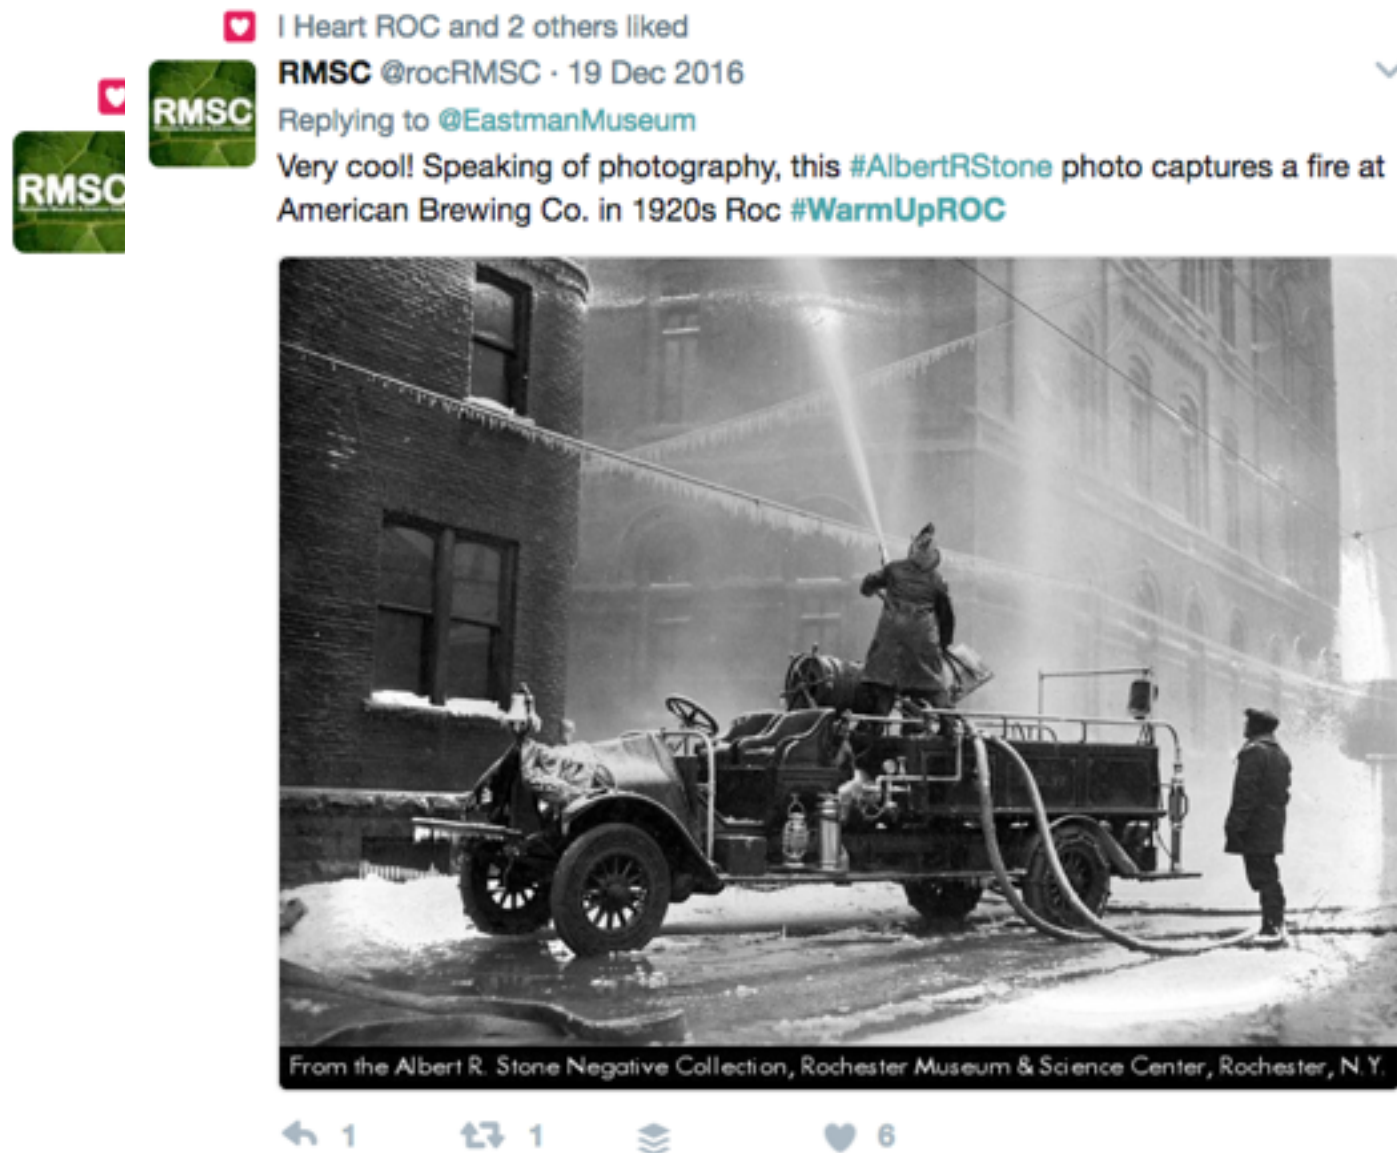 I Heart ROC and 2 others liked
RMSC @rocRMSC · 19 Dec 2016
RMSC
RMSC
Replying to @EastmanMuseum
Very cool! Speaking of photography, this #AlbertRStone photo captures a fire at
American Brewing Co. in 1920s Roc #WarmUpROC
From the Albert R. Stone Negative Collection, Rochester Museum & Science Center, Rochester, N.Y.
1 1 6